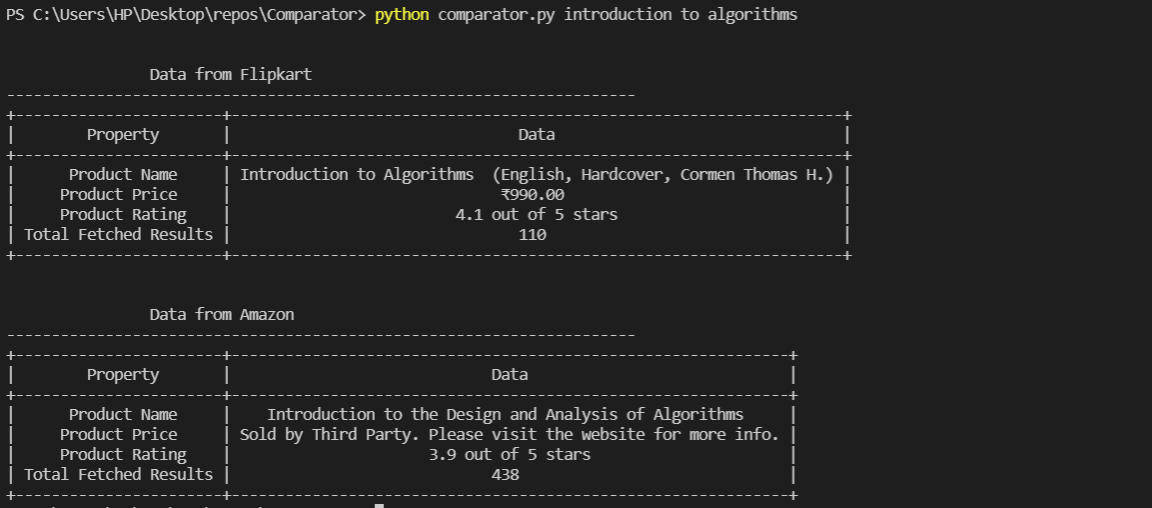 PS C:\Users\HP\Desktop\repos\Comparator> python comparator.py introduction to algorithms
Data from Flipkart
----------------------------------------------------------------------
+-----------------------+--------------------------------------------------------------------+
| Property | Data |
+-----------------------+--------------------------------------------------------------------+
| Product Name | Introduction to Algorithms (English, Hardcover, Cormen Thomas H.) |
| Product Price | ₹990.00 |
| Product Rating | 4.1 out of 5 stars |
| Total Fetched Results | 110 |
+-----------------------+--------------------------------------------------------------------+
Data from Amazon
----------------------------------------------------------------------
+-----------------------+--------------------------------------------------------------+
| Property | Data |
+-----------------------+--------------------------------------------------------------+
| Product Name | Introduction to the Design and Analysis of Algorithms |
| Product Price | Sold by Third Party. Please visit the website for more info. |
| Product Rating | 3.9 out of 5 stars |
| Total Fetched Results | 438 |
+-----------------------+--------------------------------------------------------------+